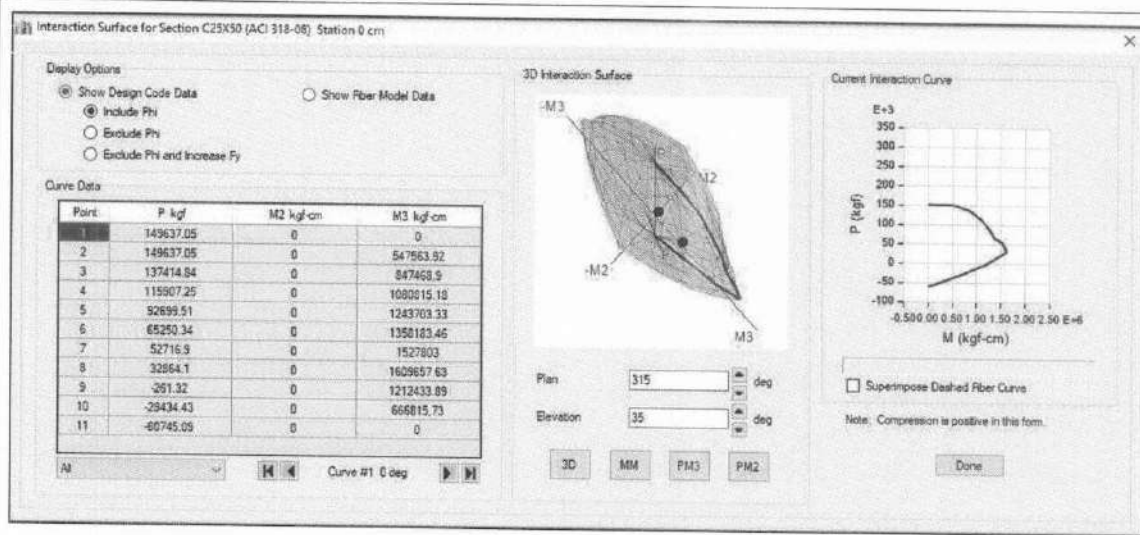 Interaction Surface for Section C25X50 (ACI 318-08) Station 0 cm
Display Options
Show Design Code Data
Show Fiber Model Data
Include Phi
Exclude Phi
Exclude Phi and Increase Fy
Curve Data
Point P kgf M2 kgf-cm M3 kgf-cm
1 149637.05 0 0
2 149637.05 0 547563.92
3 137414.84 0 847468.9
4 115907.25 0 1080815.18
5 92699.51 0 1243703.33
6 65250.34 0 1358183.46
7 52716.9 0 1527803
8 32864.1 0 1609657.63
9 -261.32 0 1212433.89
10 -29434.43 0 666815.73
11 -60745.09 0 0
All
Curve #1 0 deg
3D Interaction Surface
-M3
P
M2
-M2
-P
M3
Plan 315 deg
Elevation 35 deg
3D MM PM3 PM2
Current Interaction Curve
E+3
350
300
250
200
150
100
50
0
-50
-100
P (kgf)
-0.50 0.00 0.50 1.00 1.50 2.00 2.50 E+6
M (kgf-cm)
Superimpose Dashed Fiber Curve
Note: Compression is positive in this form.
Done